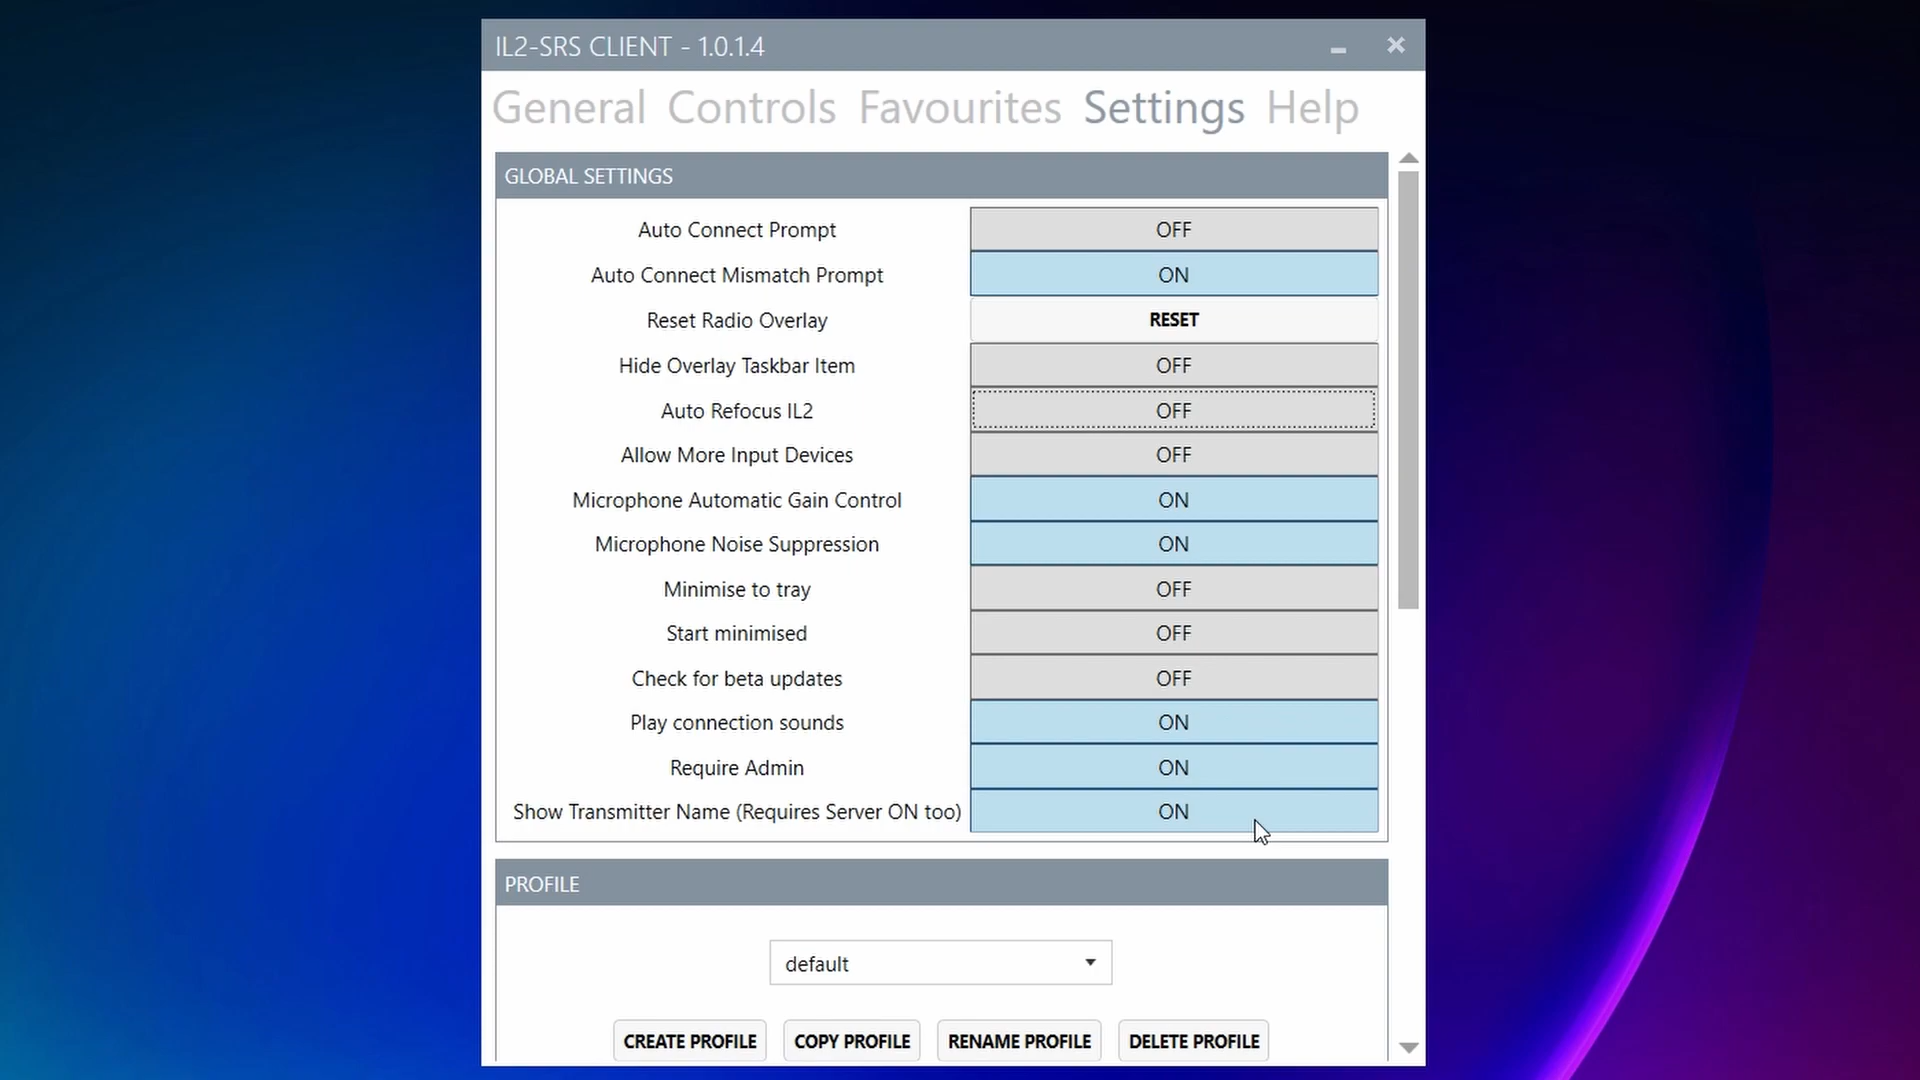 IL2-SRS CLIENT - 1.0.1.4
General Controls Favourites Settings Help
GLOBAL SETTINGS
Auto Connect Prompt OFF
Auto Connect Mismatch Prompt ON
Reset Radio Overlay RESET
Hide Overlay Taskbar Item OFF
Auto Refocus IL2 OFF
Allow More Input Devices OFF
Microphone Automatic Gain Control ON
Microphone Noise Suppression ON
Minimise to tray OFF
Start minimised OFF
Check for beta updates OFF
Play connection sounds ON
Require Admin ON
Show Transmitter Name (Requires Server ON too) ON
PROFILE
default
CREATE PROFILE COPY PROFILE RENAME PROFILE DELETE PROFILE